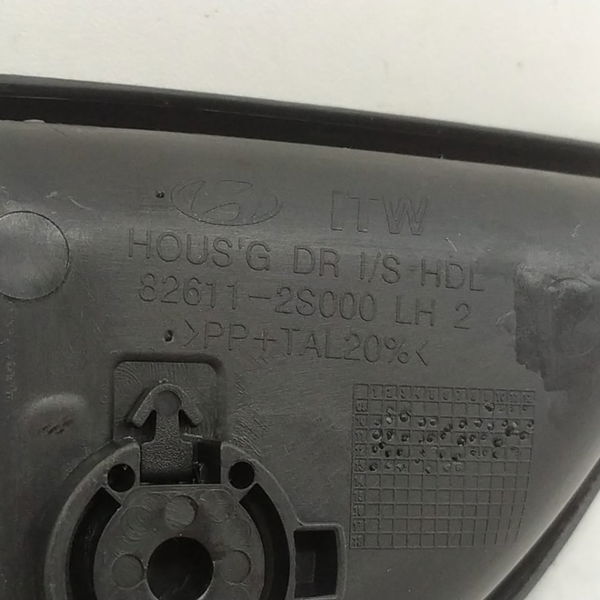 ITW
HOUS'G DR I/S HDL
82611-2S000 LH 2
>PP+TAL20%<